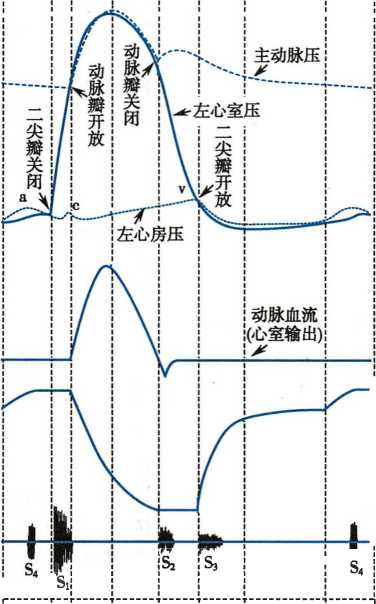 动脉瓣关闭
主动脉压
动脉瓣开放
左心室压
二尖瓣关闭
二尖瓣开放
a
c
v
左心房压
动脉血流
(心室输出)
S4
S1
S2
S3
S4